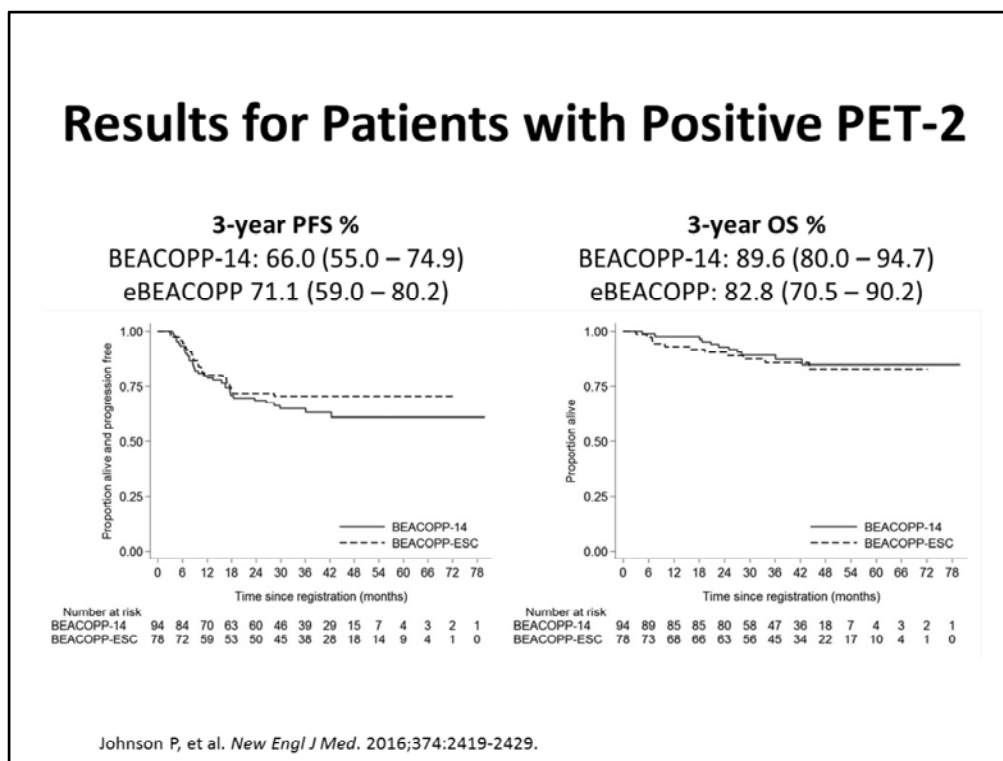 Results for Patients with Positive PET-2
3-year PFS %
BEACOPP-14: 66.0 (55.0 – 74.9)
eBEACOPP 71.1 (59.0 – 80.2)
3-year OS %
BEACOPP-14: 89.6 (80.0 – 94.7)
eBEACOPP: 82.8 (70.5 – 90.2)
Proportion alive and progression free
1.00
0.75
0.50
0.25
0.00
BEACOPP-14
BEACOPP-ESC
0 6 12 18 24 30 36 42 48 54 60 66 72 78
Time since registration (months)
Number at risk
BEACOPP-14 94 84 70 63 60 46 39 29 15 7 4 3 2 1
BEACOPP-ESC 78 72 59 53 50 45 38 28 18 14 9 4 1 0
Proportion alive
1.00
0.75
0.50
0.25
0.00
BEACOPP-14
BEACOPP-ESC
0 6 12 18 24 30 36 42 48 54 60 66 72 78
Time since registration (months)
Number at risk
BEACOPP-14 94 89 85 85 80 58 47 36 18 7 4 3 2 1
BEACOPP-ESC 78 73 68 66 63 56 45 34 22 17 10 4 1 0
Johnson P, et al. New Engl J Med. 2016;374:2419-2429.